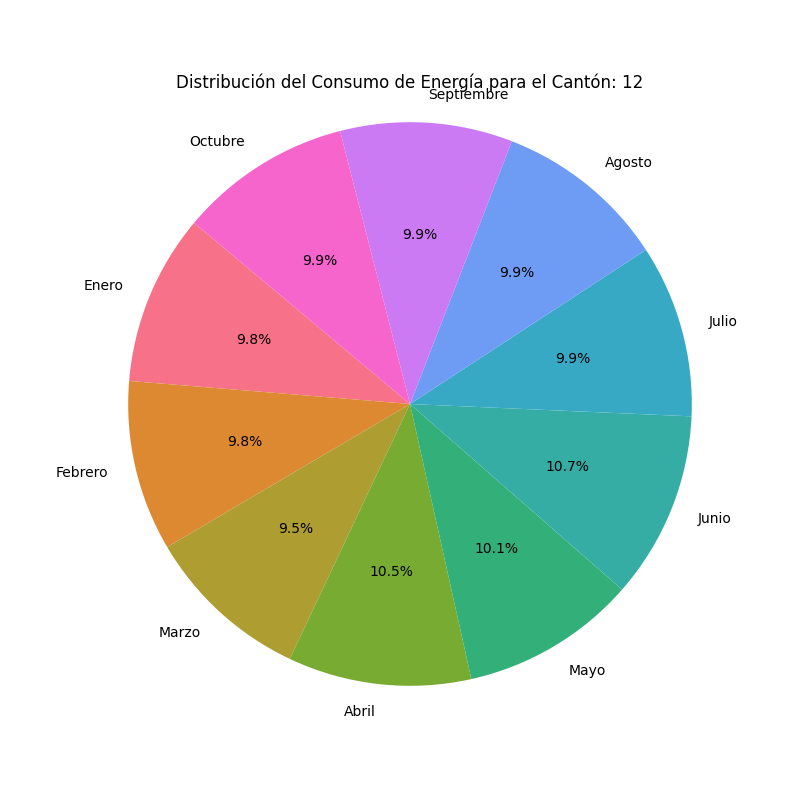 Distribución del Consumo de Energía para el Cantón: 12
Septiembre
Octubre
Agosto
9.9%
9.9%
9.9%
Enero
Julio
9.8%
9.9%
9.8%
Febrero
10.7%
Junio
9.5%
10.1%
10.5%
Marzo
Mayo
Abril